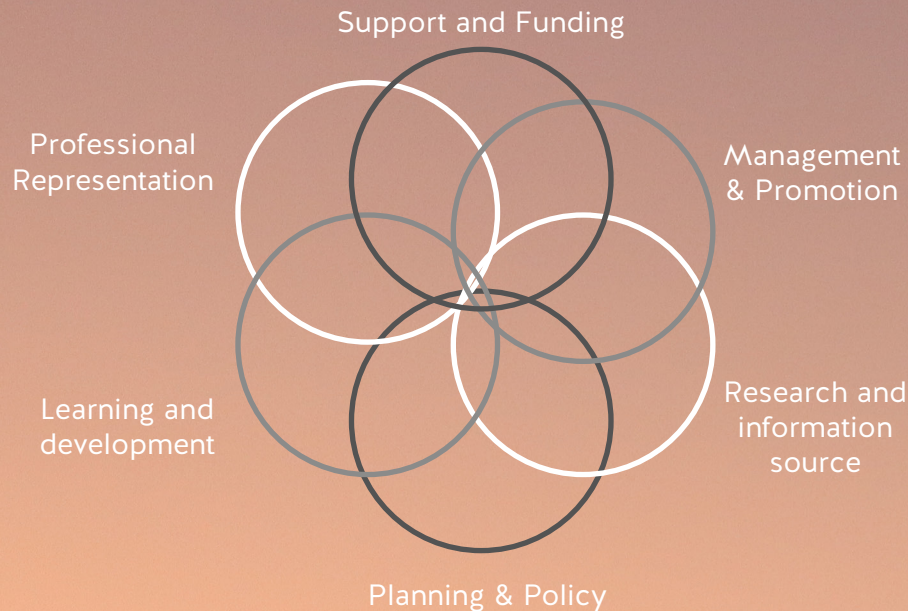 Support and Funding
Professional
Representation
Management
& Promotion
Learning and
development
Research and
information
source
Planning & Policy